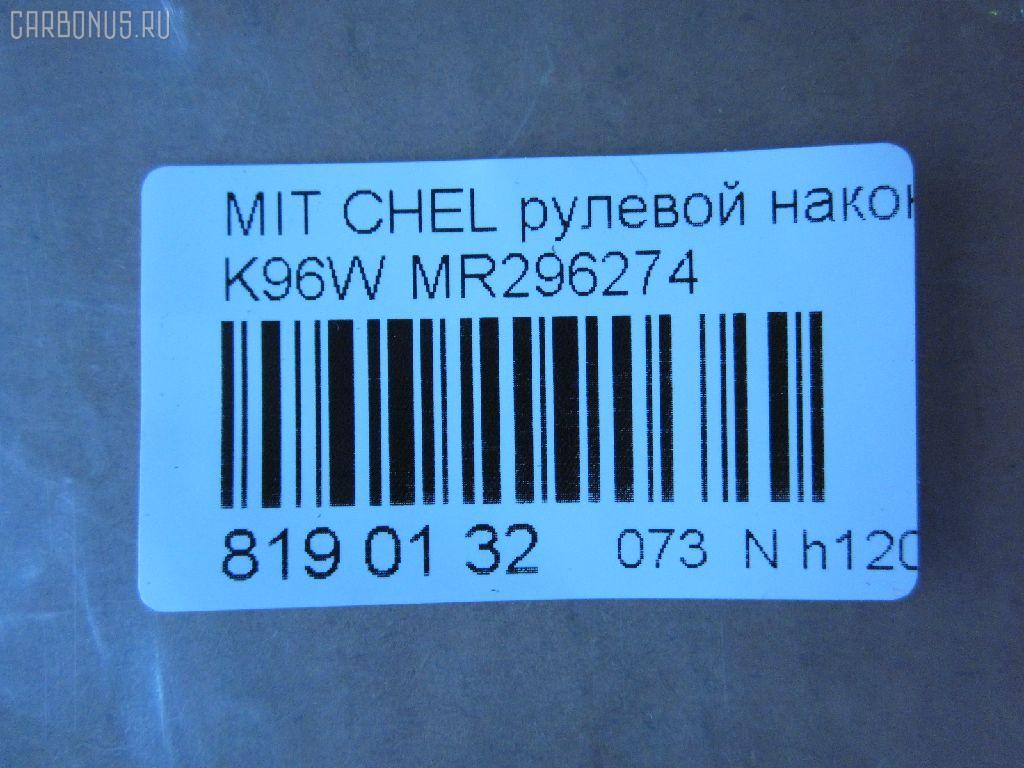 CARBONUS.RU
MIT CHEL рулевой након
K96W MR296274
819 01 32 073 N h120